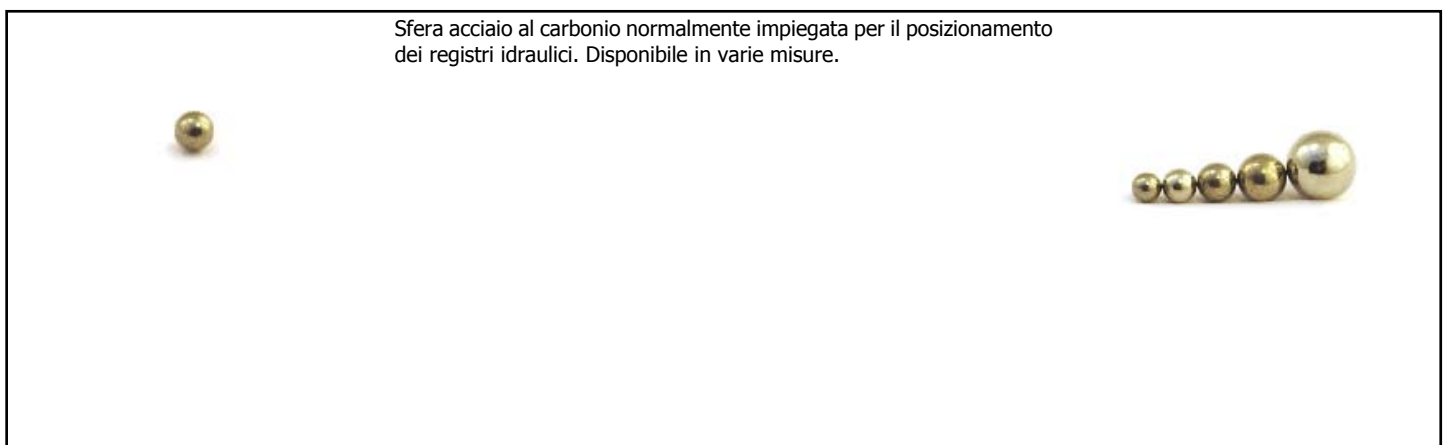 Sfera acciaio al carbonio normalmente impiegata per il posizionamento
dei registri idraulici. Disponibile in varie misure.